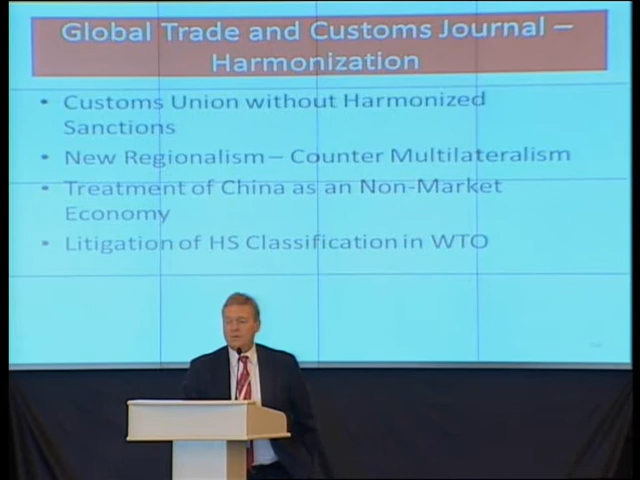 Global Trade and Customs Journal –
Harmonization
• Customs Union without Harmonized
Sanctions
• New Regionalism – Counter Multilateralism
• Treatment of China as an Non-Market
Economy
• Litigation of HS Classification in WTO